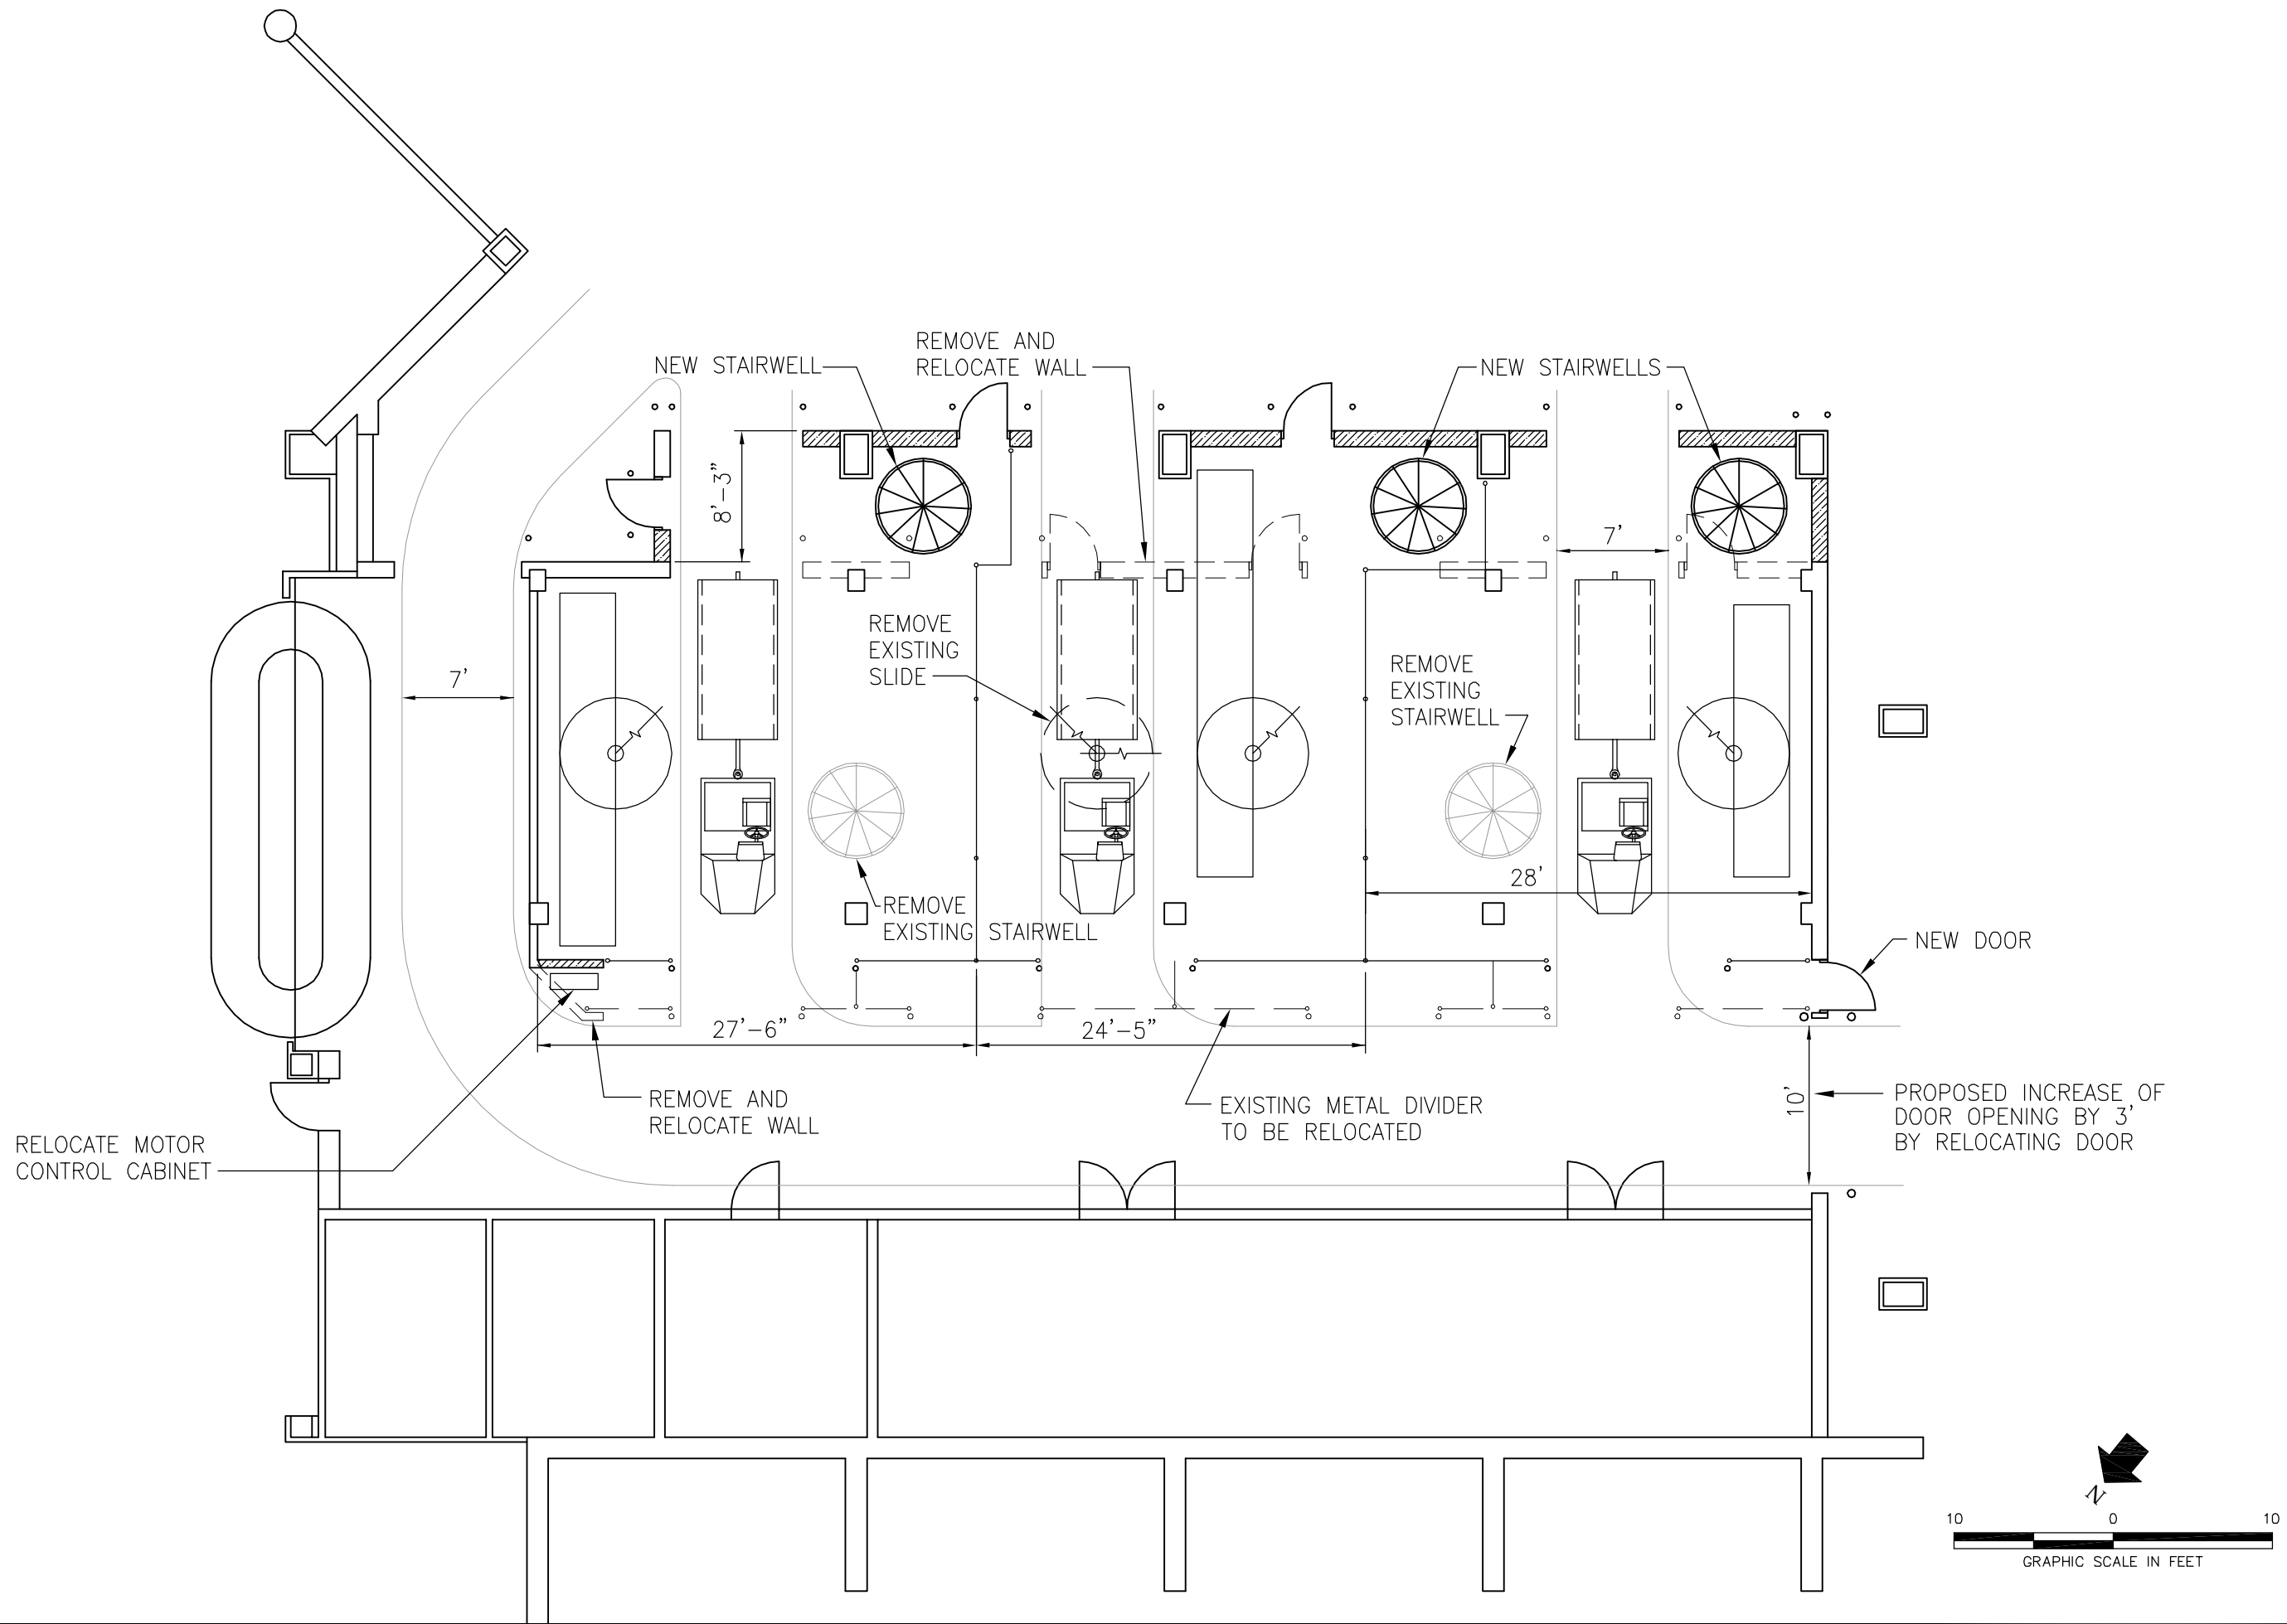 REMOVE AND
RELOCATE WALL
NEW STAIRWELL
NEW STAIRWELLS
8'-3"
7'
REMOVE
EXISTING
SLIDE
REMOVE
EXISTING
STAIRWELL
7'
28'
REMOVE
EXISTING STAIRWELL
NEW DOOR
27'-6"
24'-5"
REMOVE AND
RELOCATE WALL
EXISTING METAL DIVIDER
TO BE RELOCATED
10'
PROPOSED INCREASE OF
DOOR OPENING BY 3'
BY RELOCATING DOOR
RELOCATE MOTOR
CONTROL CABINET
N
10 0 10
GRAPHIC SCALE IN FEET